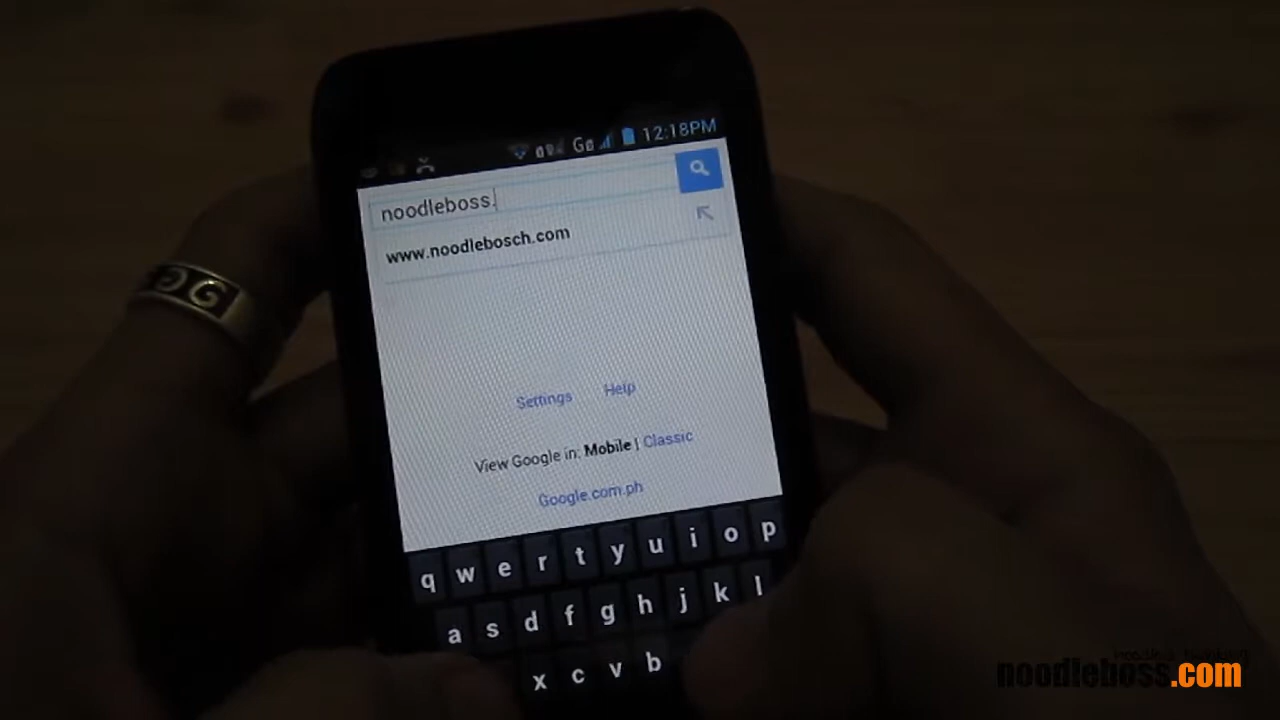 12:18PM
noodleboss.
www.noodlebosch.com
Settings Help
View Google in: Mobile | Classic
Google.com.ph
q w e r t y u i o p
a s d f g h j k l
x c v b
noodleboss.com